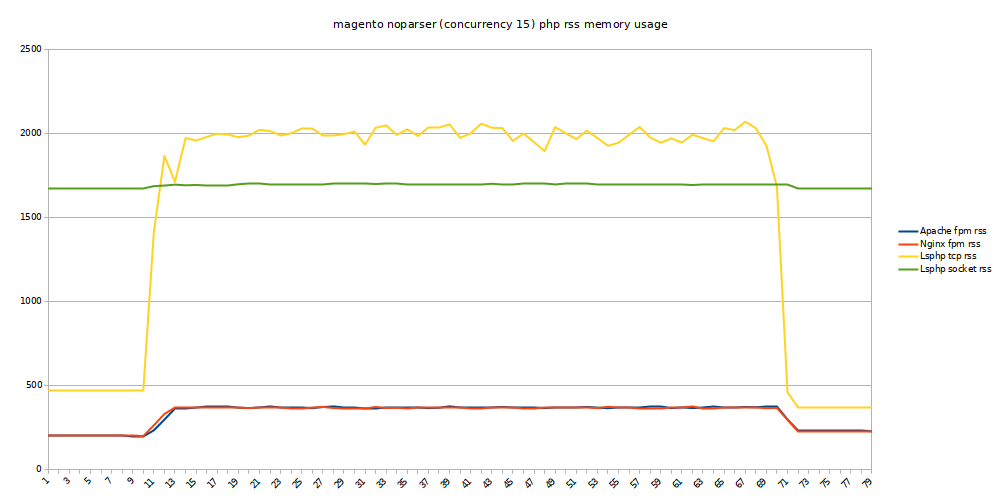 magento noparser (concurrency 15) php rss memory usage
2500
2000
1500
1000
500
0
1 3 5 7 9 11 13 15 17 19 21 23 25 27 29 31 33 35 37 39 41 43 45 47 49 51 53 55 57 59 61 63 65 67 69 71 73 75 77 79
Apache fpm rss
Nginx fpm rss
Lsphp tcp rss
Lsphp socket rss